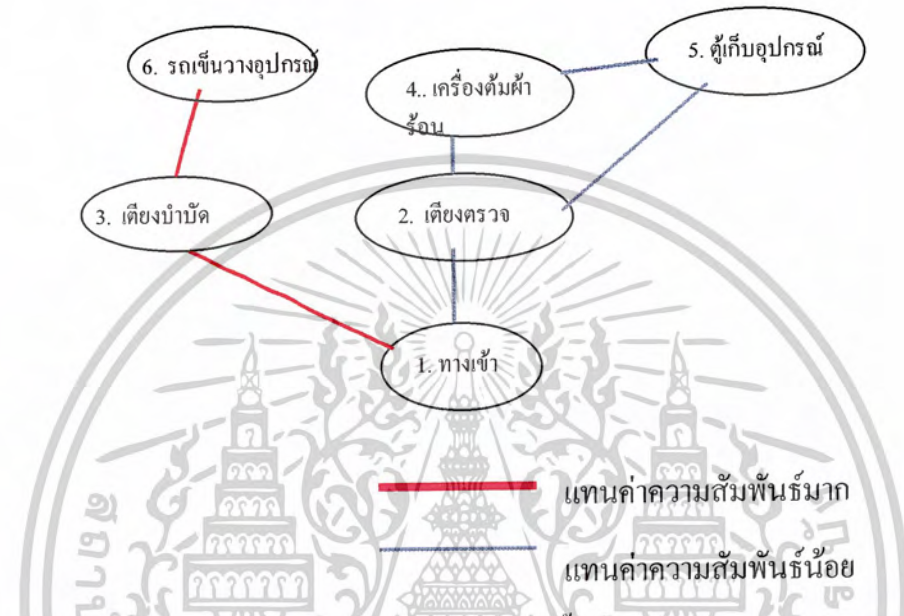 6. รถเข็นวางอุปกรณ์
5. ตู้เก็บอุปกรณ์
4.. เครื่องต้มผ้า
ร้อน
3. เตียงบำบัด
2. เตียงตรวจ
1. ทางเข้า
แทนค่าความสัมพันธ์มาก
แทนค่าความสัมพันธ์น้อย